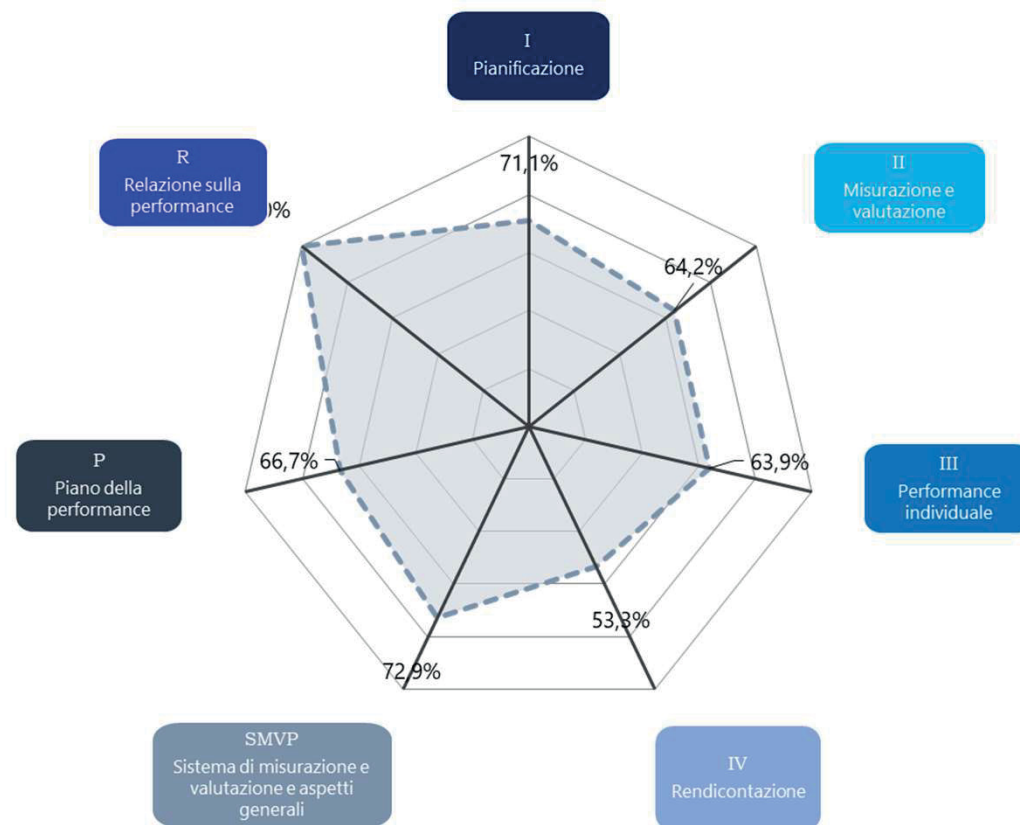 I
Pianificazione
R
Relazione sulla
performance
0%
71,1%
II
Misurazione e
valutazione
64,2%
P
Piano della
performance
66,7%
63,9%
III
Performance
individuale
53,3%
72,9%
SMVP
Sistema di misurazione e
valutazione e aspetti
generali
IV
Rendicontazione